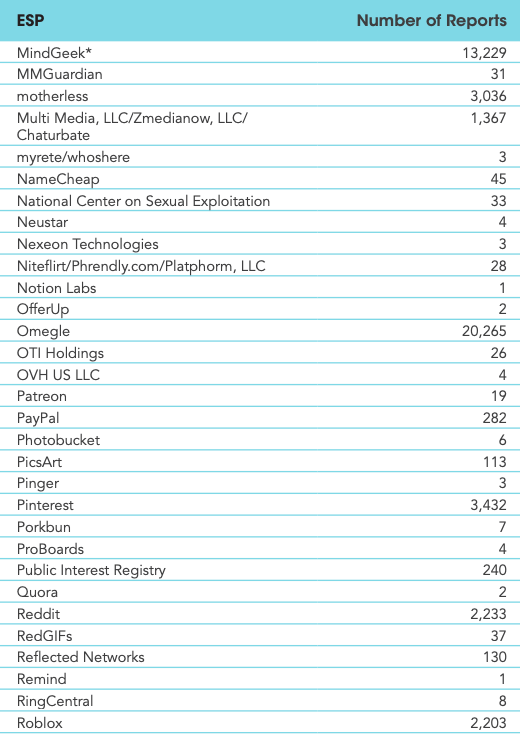 ESP Number of Reports
MindGeek* 13,229
MMGuardian 31
motherless 3,036
Multi Media, LLC/Zmedianow, LLC/ 1,367
Chaturbate
myrete/whoshere 3
NameCheap 45
National Center on Sexual Exploitation 33
Neustar 4
Nexeon Technologies 3
Niteflirt/Phrendly.com/Platphorm, LLC 28
Notion Labs 1
OfferUp 2
Omegle 20,265
OTI Holdings 26
OVH US LLC 4
Patreon 19
PayPal 282
Photobucket 6
PicsArt 113
Pinger 3
Pinterest 3,432
Porkbun 7
ProBoards 4
Public Interest Registry 240
Quora 2
Reddit 2,233
RedGIFs 37
Reflected Networks 130
Remind 1
RingCentral 8
Roblox 2,203